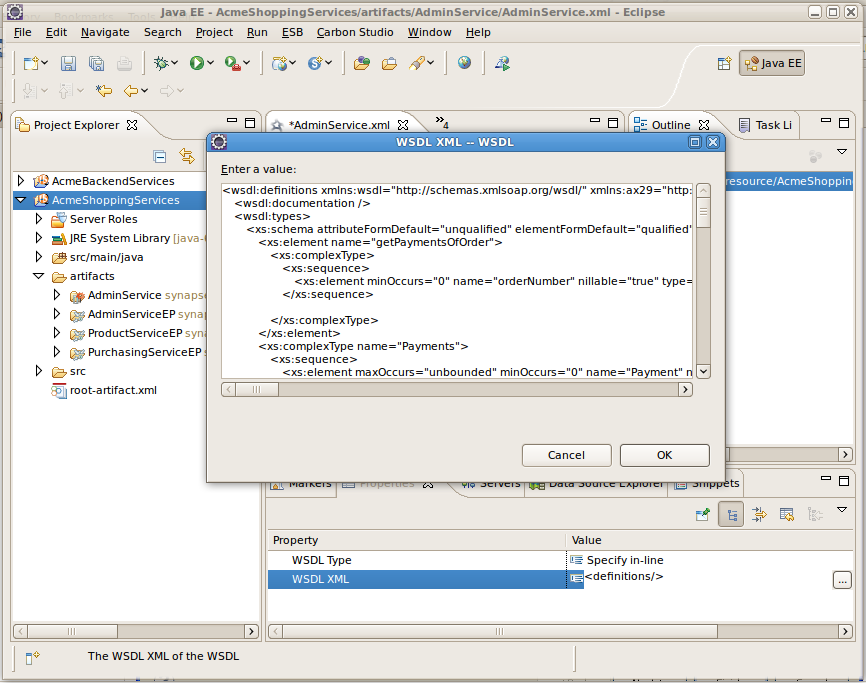 Java EE - AcmeShoppingServices/artifacts/AdminService/AdminService.xml - Eclipse
File Edit Navigate Search Project Run ESB Carbon Studio Window Help
Java EE
Project Explorer
*AdminService.xml
»4
Outline
Task Li
AcmeBackendServices
AcmeShoppingServices
Server Roles
JRE System Library [java-
src/main/java
artifacts
AdminService synapse
AdminServiceEP syna
ProductServiceEP syna
PurchasingServiceEP
src
root-artifact.xml
resource/AcmeShoppin
WSDL XML -- WSDL
Enter a value:
<wsdl:definitions xmlns:wsdl="http://schemas.xmlsoap.org/wsdl/" xmlns:ax29="http:
<wsdl:documentation />
<wsdl:types>
<xs:schema attributeFormDefault="unqualified" elementFormDefault="qualified"
<xs:element name="getPaymentsOfOrder">
<xs:complexType>
<xs:sequence>
<xs:element minOccurs="0" name="orderNumber" nillable="true" type=
</xs:sequence>
</xs:complexType>
</xs:element>
<xs:complexType name="Payments">
<xs:sequence>
<xs:element maxOccurs="unbounded" minOccurs="0" name="Payment" n
Cancel
OK
Markers
Properties
Servers
Data Source Explorer
Snippets
Property
Value
WSDL Type
Specify in-line
WSDL XML
<definitions/>
...
The WSDL XML of the WSDL